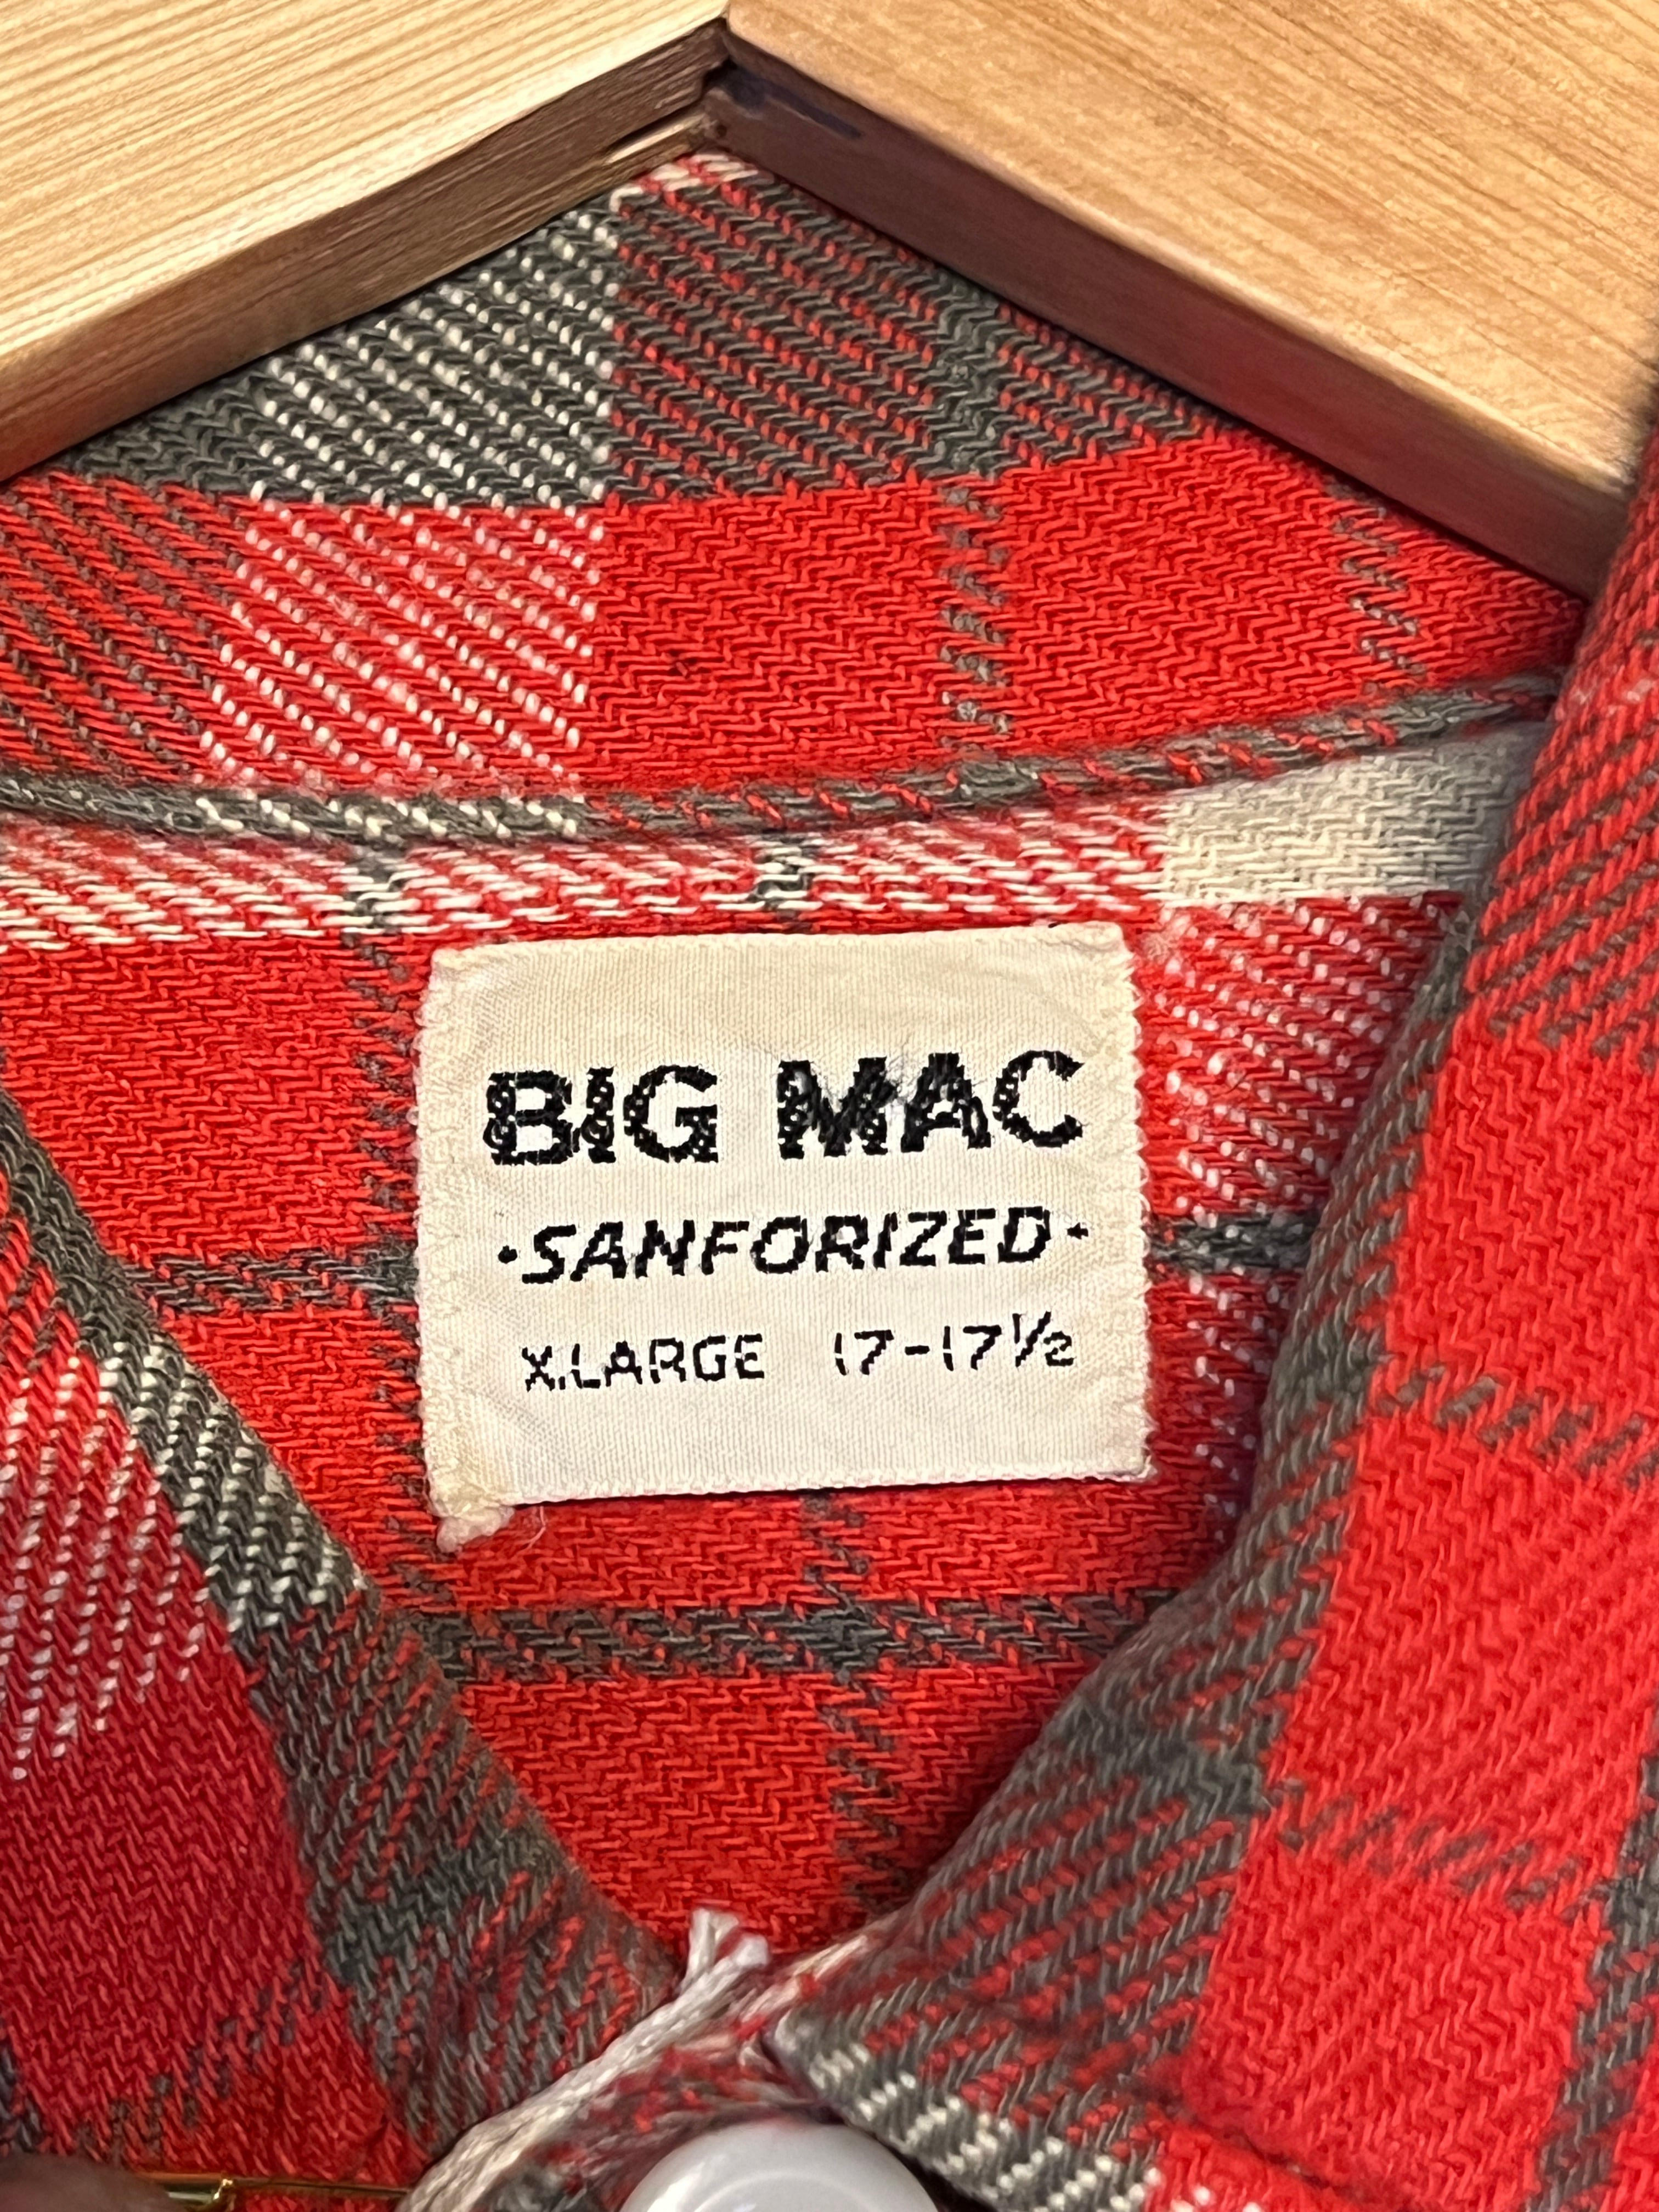 BIG MAC
·SANFORIZED·
X.LARGE 17-17½